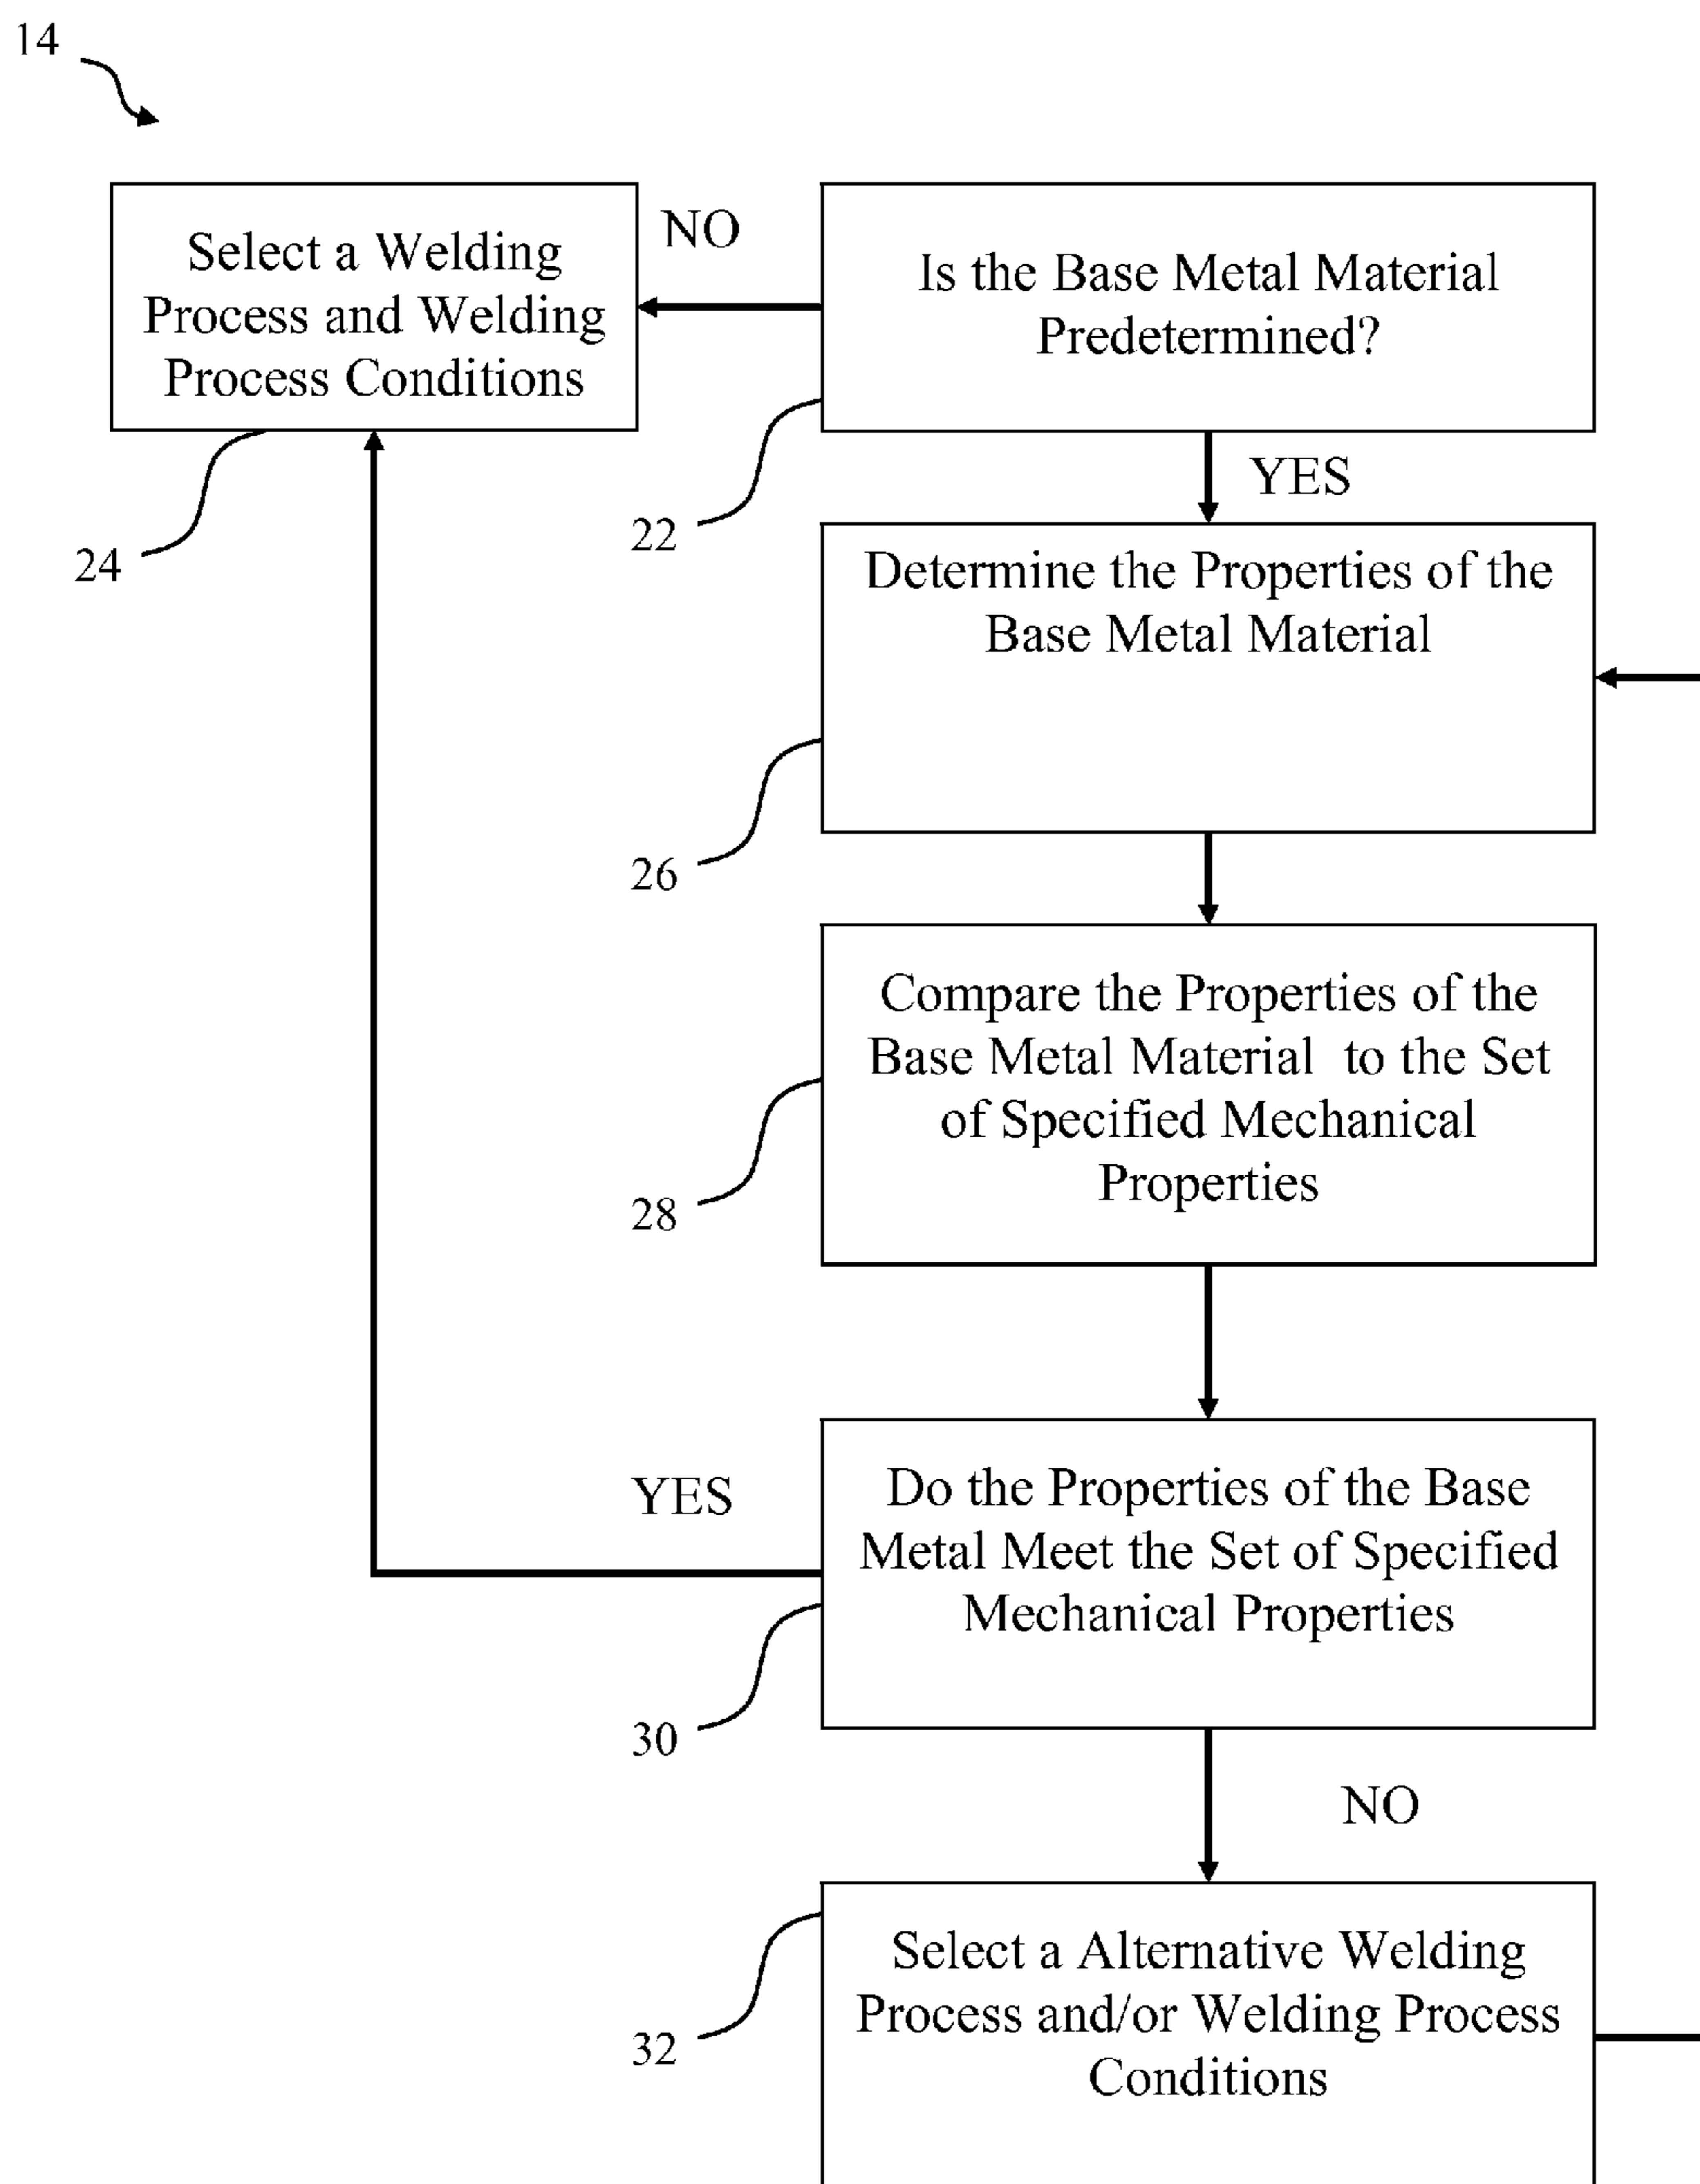 14
Select a Welding
Process and Welding
Process Conditions
NO
Is the Base Metal Material
Predetermined?
24
22
YES
Determine the Properties of the
Base Metal Material
26
Compare the Properties of the
Base Metal Material to the Set
of Specified Mechanical
Properties
28
YES
Do the Properties of the Base
Metal Meet the Set of Specified
Mechanical Properties
30
NO
Select a Alternative Welding
Process and/or Welding Process
Conditions
32